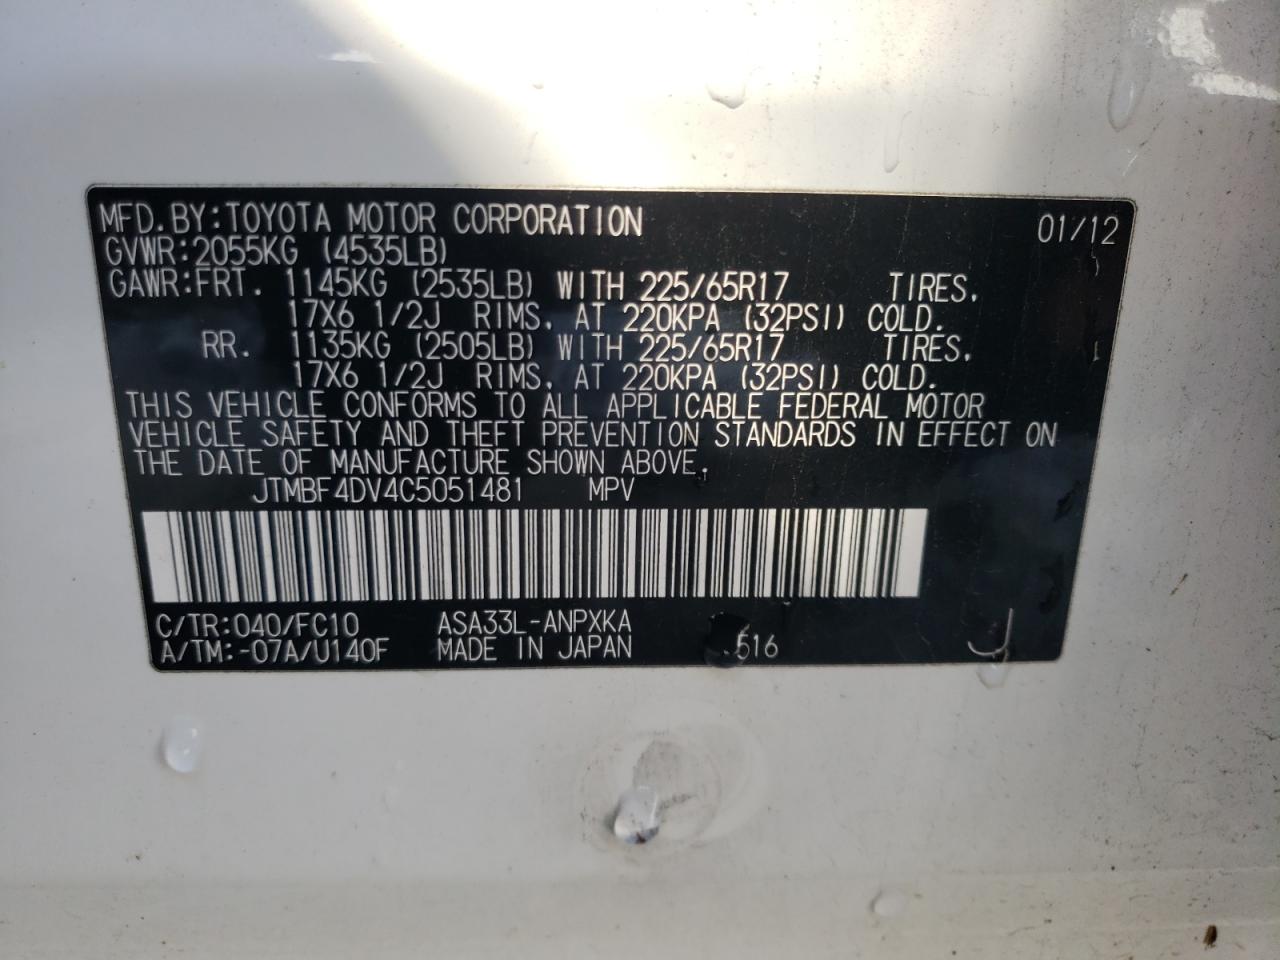 MFD.BY:TOYOTA MOTOR CORPORATION 01/12
GVWR:2055KG (4535LB)
GAWR:FRT. 1145KG (2535LB) WITH 225/65R17 TIRES,
17X6 1/2J RIMS, AT 220KPA (32PSI) COLD.
RR. 1135KG (2505LB) WITH 225/65R17 TIRES,
17X6 1/2J RIMS, AT 220KPA (32PSI) COLD.
THIS VEHICLE CONFORMS TO ALL APPLICABLE FEDERAL MOTOR
VEHICLE SAFETY AND THEFT PREVENTION STANDARDS IN EFFECT ON
THE DATE OF MANUFACTURE SHOWN ABOVE.
JTMBF4DV4C5051481 MPV
C/TR:040/FC10 ASA33L-ANPXKA
A/TM:-07A/U140F MADE IN JAPAN 516 J